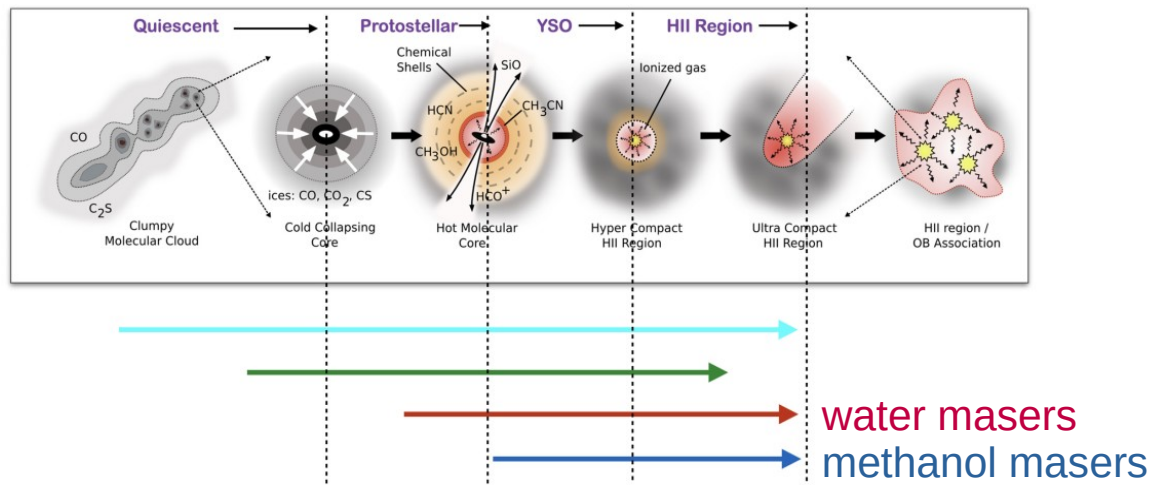 Quiescent
Protostellar
YSO
HII Region
Chemical
Shells
SiO
Ionized gas
HCN
CH3CN
CO
CH3OH
HCO+
ices: CO, CO2, CS
C2S
Clumpy
Molecular Cloud
Cold Collapsing
Core
Hot Molecular
Core
Hyper Compact
HII Region
Ultra Compact
HII Region
HII region /
OB Association
water masers
methanol masers